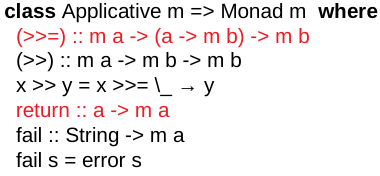 class Applicative m => Monad m where
(>>=) :: m a -> (a -> m b) -> m b
(>>) :: m a -> m b -> m b
x >> y = x >>= \_ → y
return :: a -> m a
fail :: String -> m a
fail s = error s